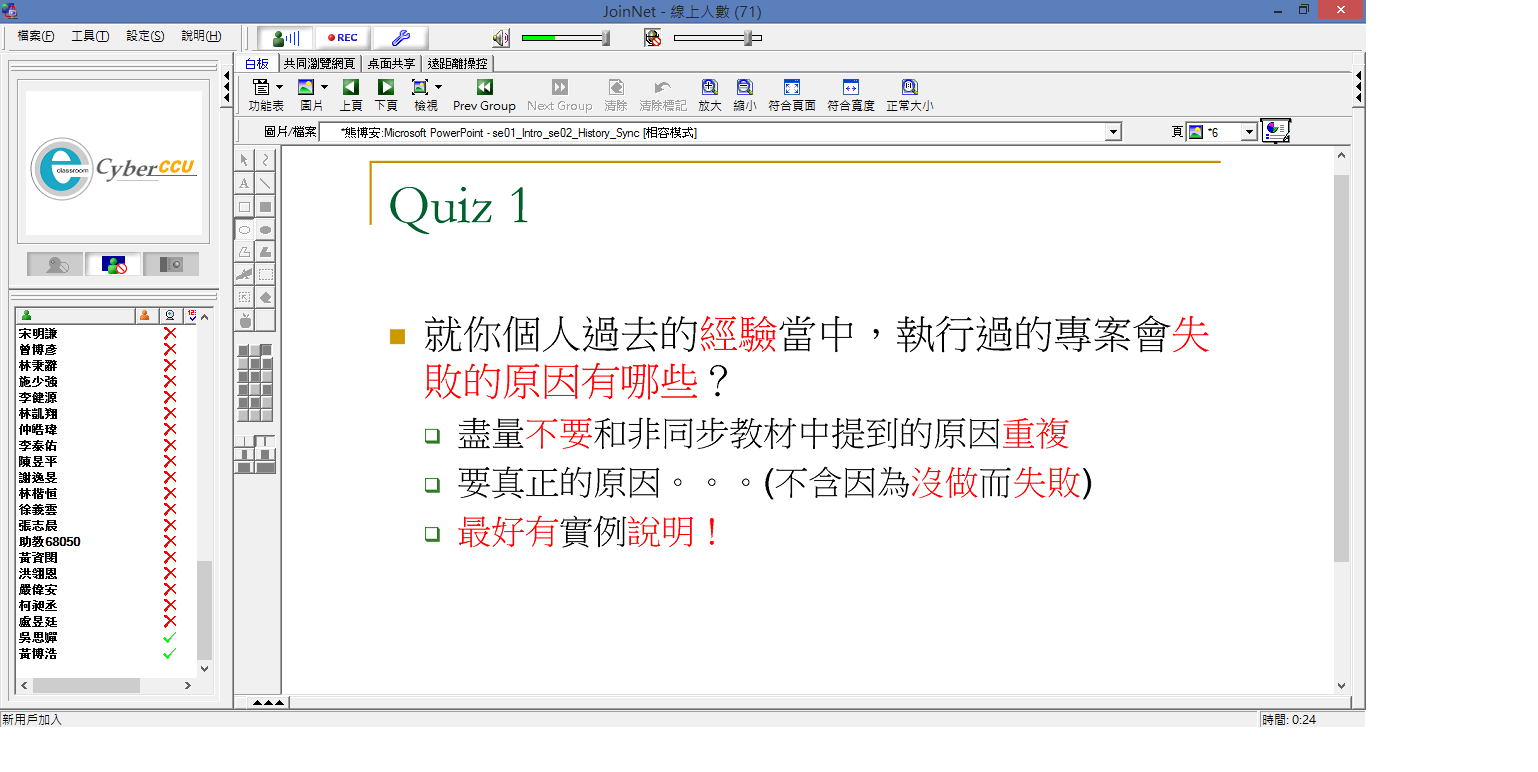 JoinNet - 線上人數 (71)
檔案(F) 工具(T) 設定(S) 說明(H)
REC
白板 共同瀏覽網頁 桌面共享 遠距離操控
功能表 圖片 上頁 下頁 檢視 Prev Group Next Group 清除 清除標記 放大 縮小 符合頁面 符合寬度 正常大小
圖片/檔案 *熊博安:Microsoft PowerPoint - se01_Intro_se02_History_Sync [相容模式] 頁 *6
e classroom Cyber CCU
Quiz 1
就你個人過去的經驗當中，執行過的專案會失
敗的原因有哪些？
盡量不要和非同步教材中提到的原因重複
要真正的原因。。。(不含因為沒做而失敗)
最好有實例說明！
宋明謙
曾博彥
林秉辭
施少強
李健源
林凱翔
仲皓瑋
李泰佑
陳昱平
謝逸旻
林楷恒
徐義雲
張志晨
助教68050
黃資閔
洪翎恩
嚴偉安
柯昶丞
盧昱廷
吳思嬋
黃博浩
新用戶加入
時間: 0:24